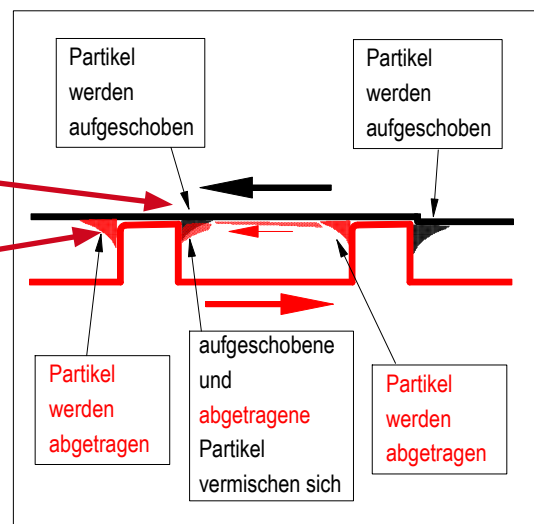 Partikel
werden
aufgeschoben
Partikel
werden
aufgeschoben
Partikel
werden
abgetragen
aufgeschobene
und
abgetragene
Partikel
vermischen sich
Partikel
werden
abgetragen